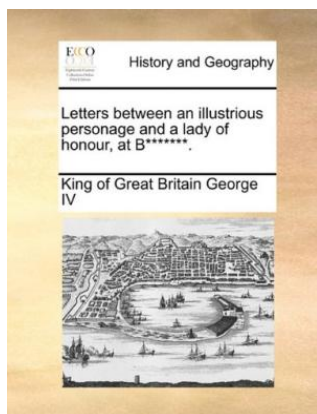 ECCO
History and Geography
Letters between an illustrious
personage and a lady of
honour, at B*******.
King of Great Britain George
IV